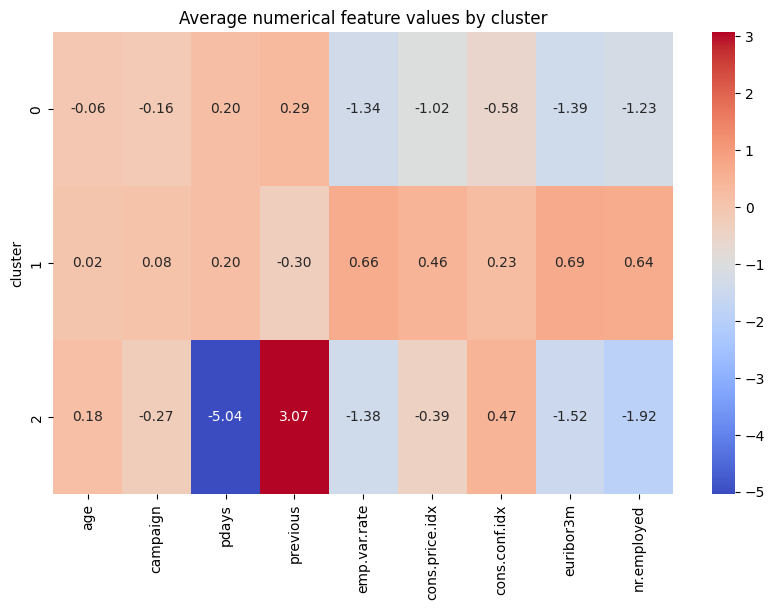 Average numerical feature values by cluster
cluster
0
-0.06 -0.16 0.20 0.29 -1.34 -1.02 -0.58 -1.39 -1.23
1
0.02 0.08 0.20 -0.30 0.66 0.46 0.23 0.69 0.64
2
0.18 -0.27 -5.04 3.07 -1.38 -0.39 0.47 -1.52 -1.92
age
campaign
pdays
previous
emp.var.rate
cons.price.idx
cons.conf.idx
euribor3m
nr.employed
3
2
1
0
−1
−2
−3
−4
−5